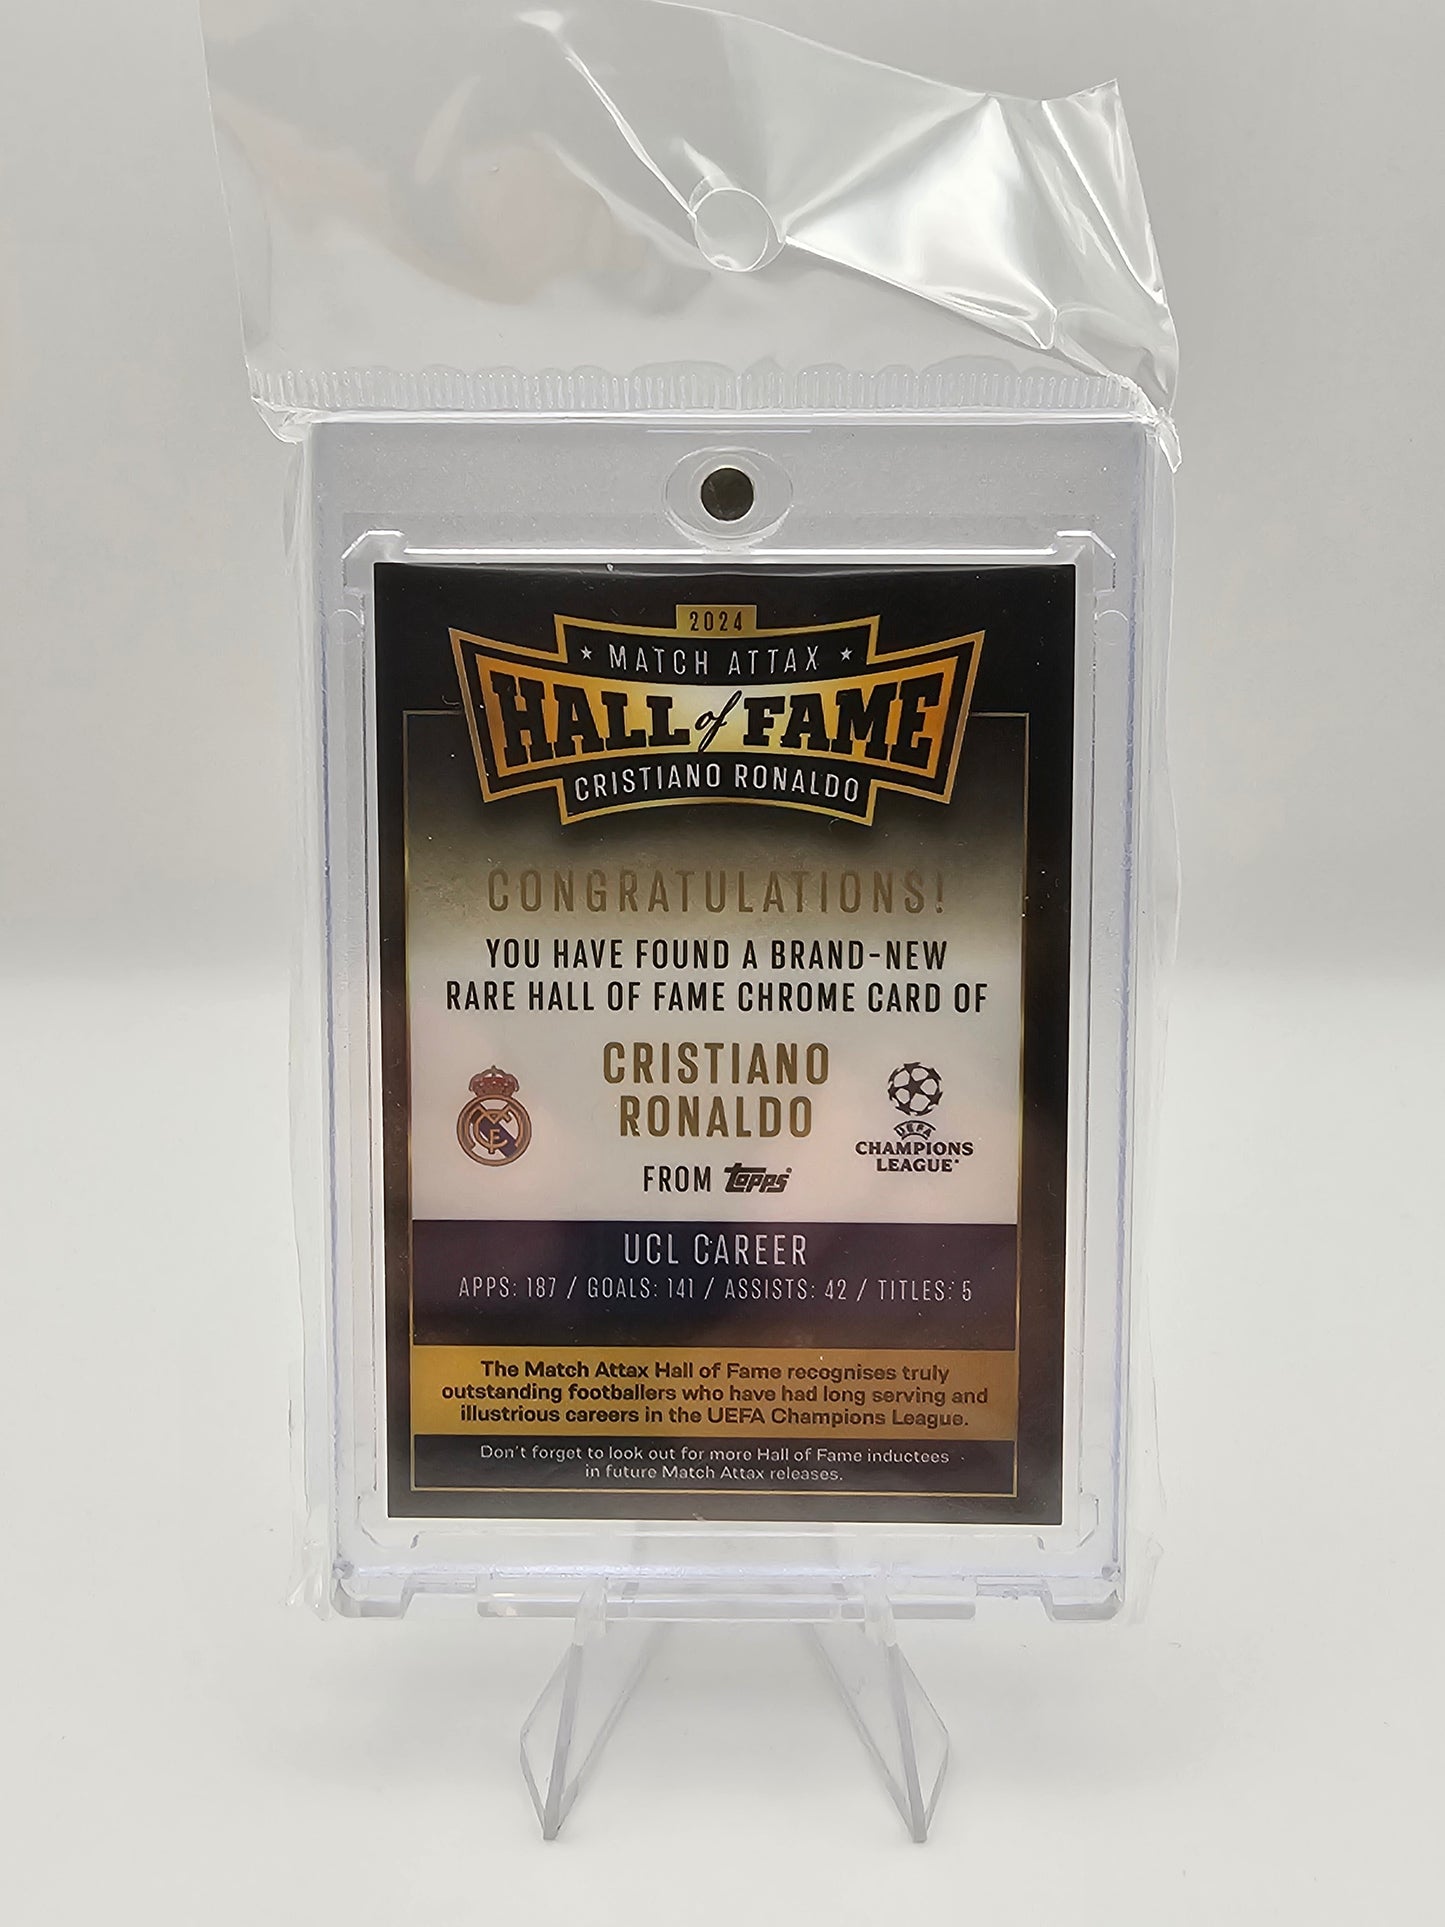 2024
MATCH ATTAX
HALL of FAME
CRISTIANO RONALDO
CONGRATULATIONS!
YOU HAVE FOUND A BRAND-NEW
RARE HALL OF FAME CHROME CARD OF
CRISTIANO
RONALDO
FROM topps
UEFA
CHAMPIONS
LEAGUE
UCL CAREER
APPS: 187 / GOALS: 141 / ASSISTS: 42 / TITLES: 5
The Match Attax Hall of Fame recognises truly
outstanding footballers who have had long serving and
illustrious careers in the UEFA Champions League.
Don't forget to look out for more Hall of Fame inductees
in future Match Attax releases.